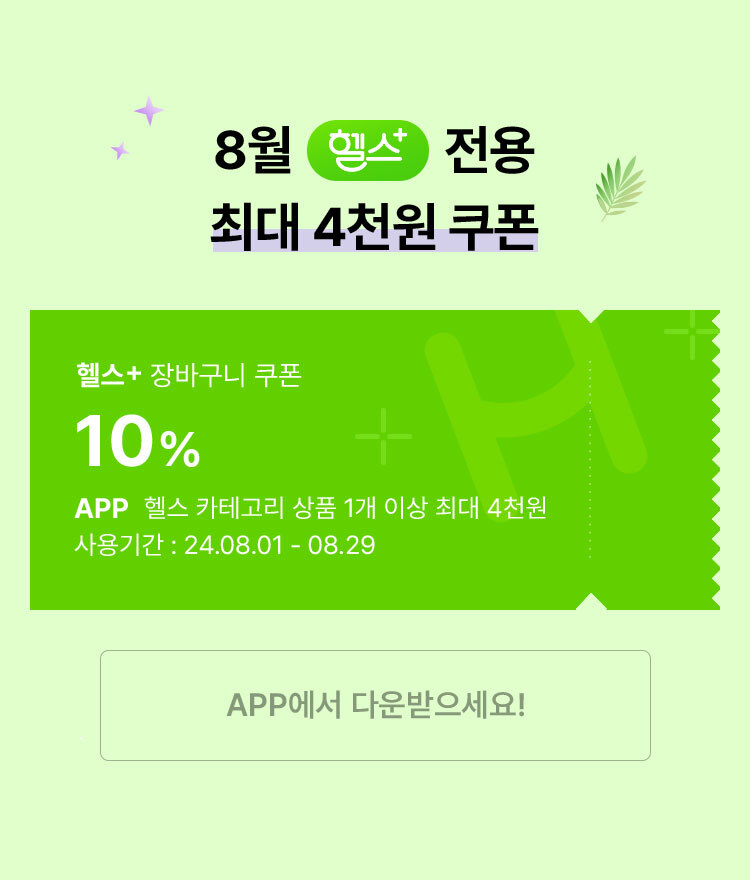 8월 헬스+ 전용
최대 4천원 쿠폰
헬스+ 장바구니 쿠폰
10%
APP 헬스 카테고리 상품 1개 이상 최대 4천원
사용기간 : 24.08.01 - 08.29
APP에서 다운받으세요!